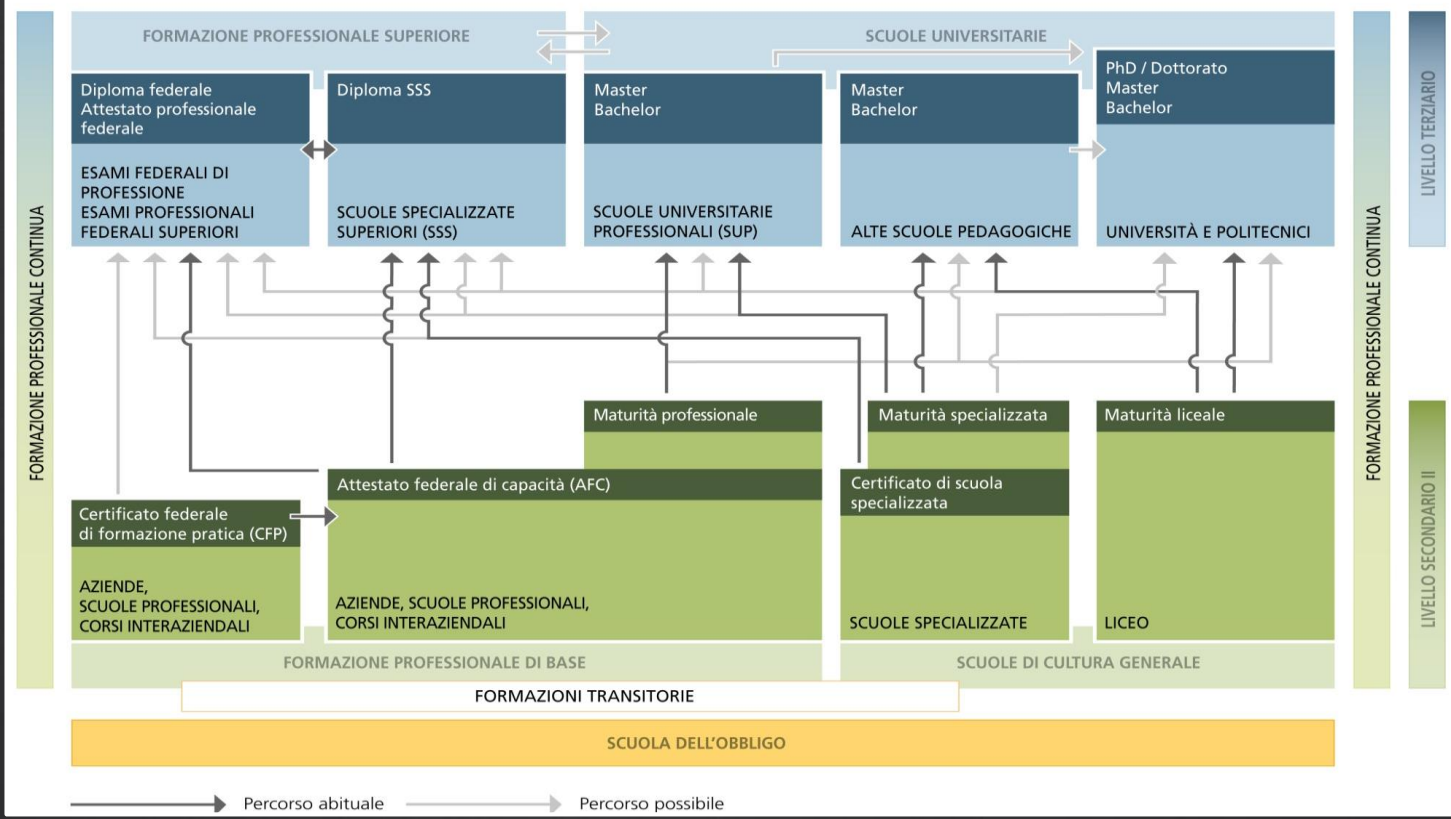 FORMAZIONE PROFESSIONALE CONTINUA
FORMAZIONE PROFESSIONALE SUPERIORE
SCUOLE UNIVERSITARIE
Diploma federale
Attestato professionale
federale
ESAMI FEDERALI DI
PROFESSIONE
ESAMI PROFESSIONALI
FEDERALI SUPERIORI
Diploma SSS
SCUOLE SPECIALIZZATE
SUPERIORI (SSS)
Master
Bachelor
SCUOLE UNIVERSITARIE
PROFESSIONALI (SUP)
Master
Bachelor
ALTE SCUOLE PEDAGOGICHE
PhD / Dottorato
Master
Bachelor
UNIVERSITÀ E POLITECNICI
FORMAZIONE PROFESSIONALE CONTINUA
LIVELLO TERZIARIO
Maturità professionale
Maturità specializzata
Maturità liceale
Attestato federale di capacità (AFC)
Certificato di scuola
specializzata
Certificato federale
di formazione pratica (CFP)
AZIENDE,
SCUOLE PROFESSIONALI,
CORSI INTERAZIENDALI
AZIENDE, SCUOLE PROFESSIONALI,
CORSI INTERAZIENDALI
SCUOLE SPECIALIZZATE
LICEO
LIVELLO SECONDARIO II
FORMAZIONE PROFESSIONALE DI BASE
SCUOLE DI CULTURA GENERALE
FORMAZIONI TRANSITORIE
SCUOLA DELL'OBBLIGO
Percorso abituale
Percorso possibile